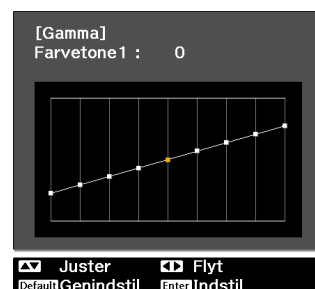 [Gamma]
Farvetone1 : 0
Juster Flyt
Default Genindstil Enter Indstil